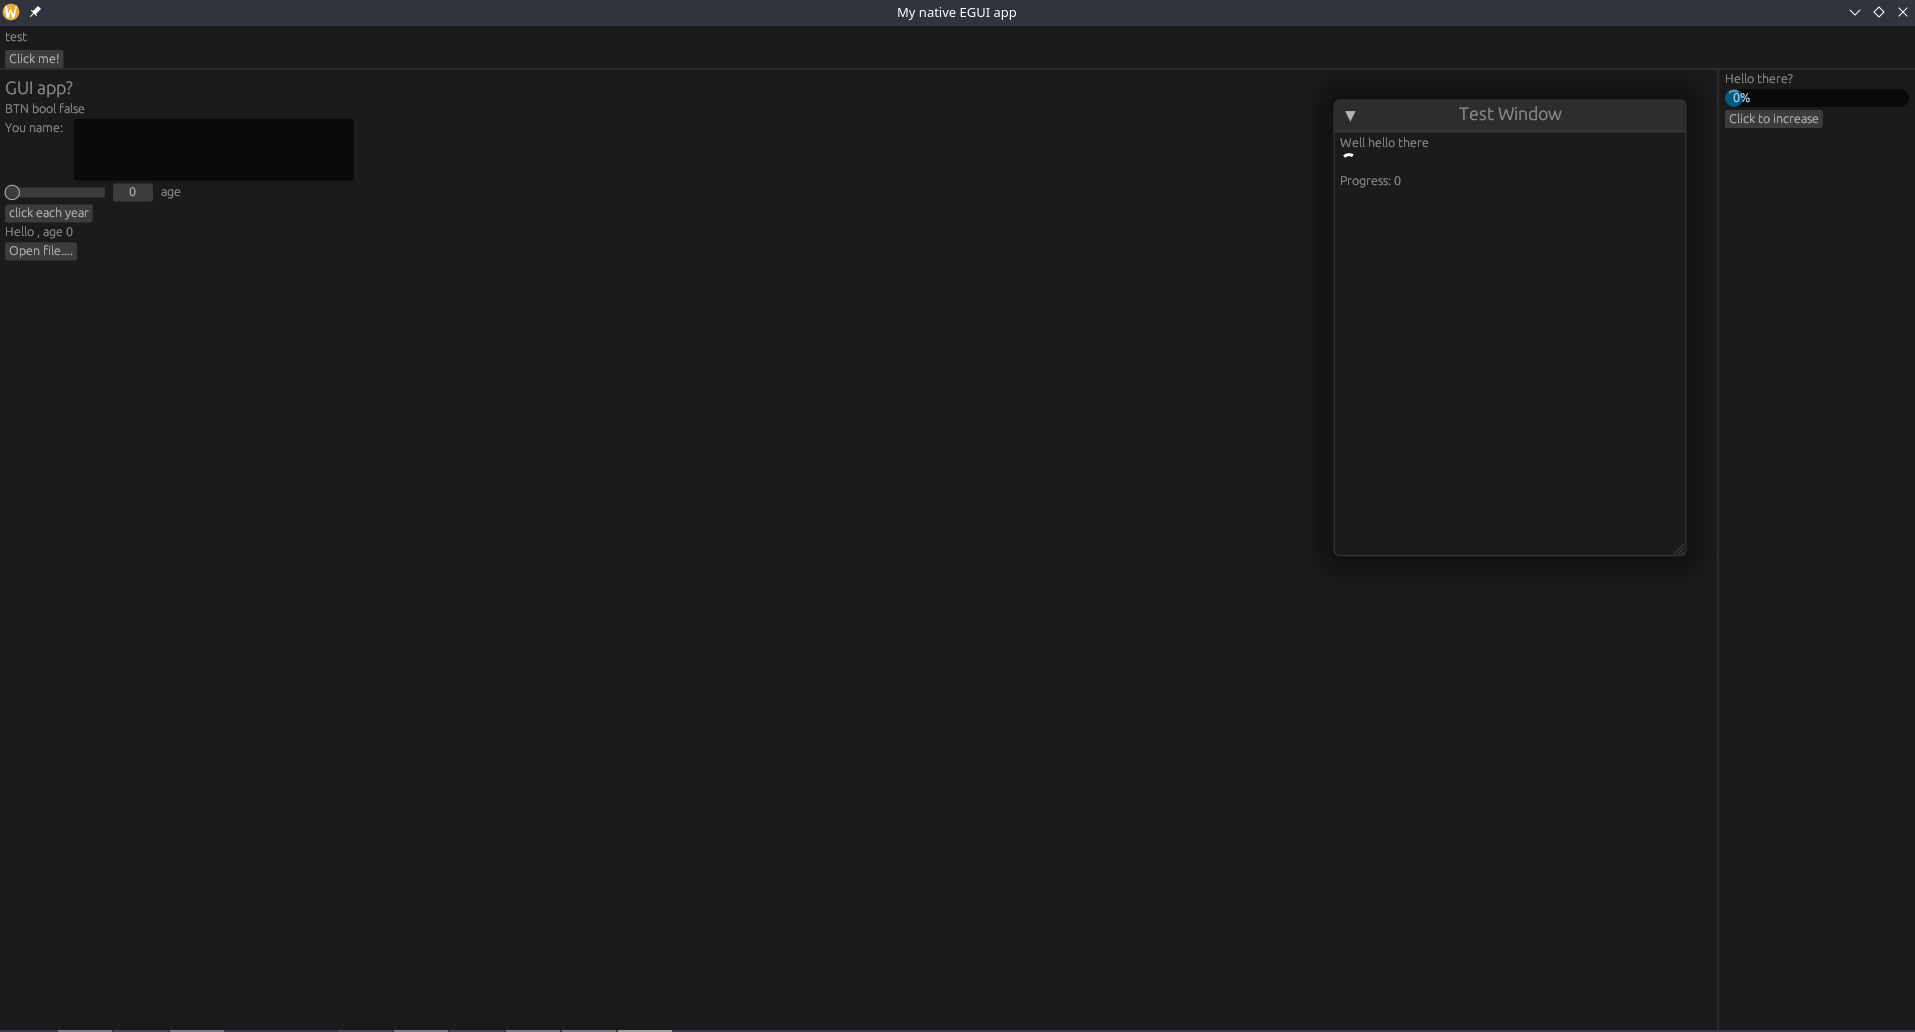 My native EGUI app
test
Click me!
GUI app?
BTN bool false
You name:
0 age
click each year
Hello , age 0
Open file....
Test Window
Well hello there
Progress: 0
Hello there?
0%
Click to increase